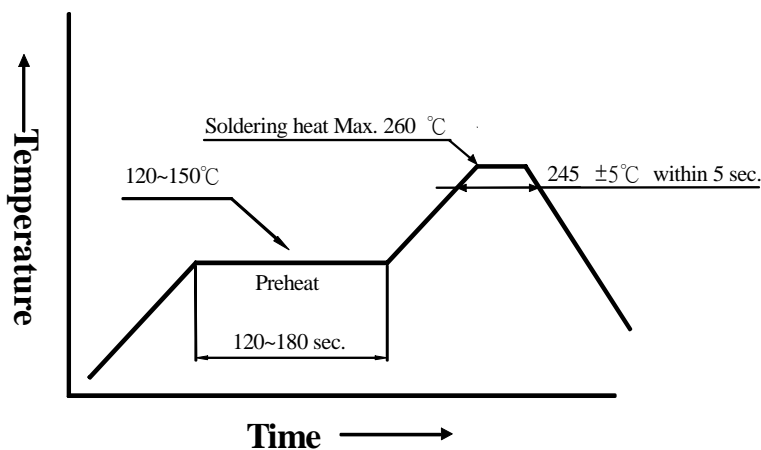 Temperature
Soldering heat Max. 260 ℃
245 ±5℃ within 5 sec.
120~150℃
Preheat
120~180 sec.
Time